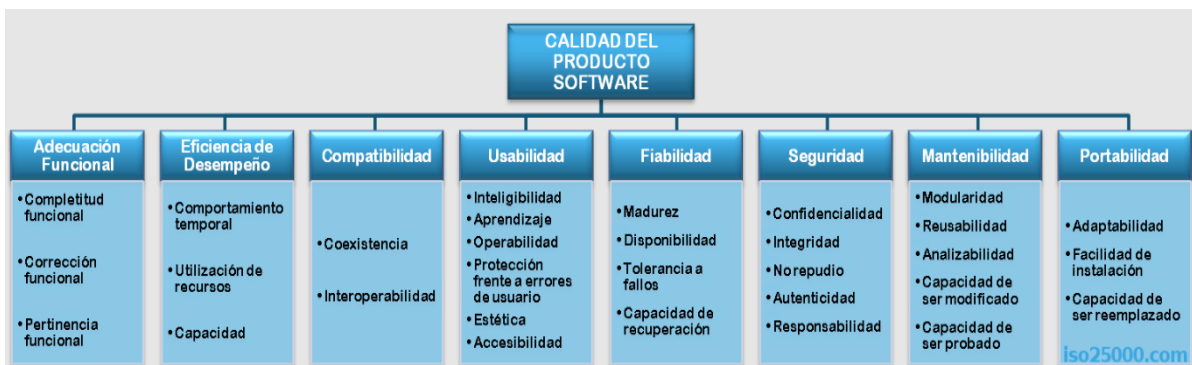 CALIDAD DEL
PRODUCTO
SOFTWARE
Adecuación
Funcional
•Completitud
funcional
•Corrección
funcional
•Pertinencia
funcional
Eficiencia de
Desempeño
•Comportamiento
temporal
•Utilización de
recursos
•Capacidad
Compatibilidad
•Coexistencia
•Interoperabilidad
Usabilidad
•Inteligibilidad
•Aprendizaje
•Operabilidad
•Protección
frente a errores
de usuario
•Estética
•Accesibilidad
Fiabilidad
•Madurez
•Disponibilidad
•Tolerancia a
fallos
•Capacidad de
recuperación
Seguridad
•Confidencialidad
•Integridad
•No repudio
•Autenticidad
•Responsabilidad
Mantenibilidad
•Modularidad
•Reusabilidad
•Analizabilidad
•Capacidad de
ser modificado
•Capacidad de
ser probado
Portabilidad
•Adaptabilidad
•Facilidad de
instalación
•Capacidad de
ser reemplazado
iso25000.com